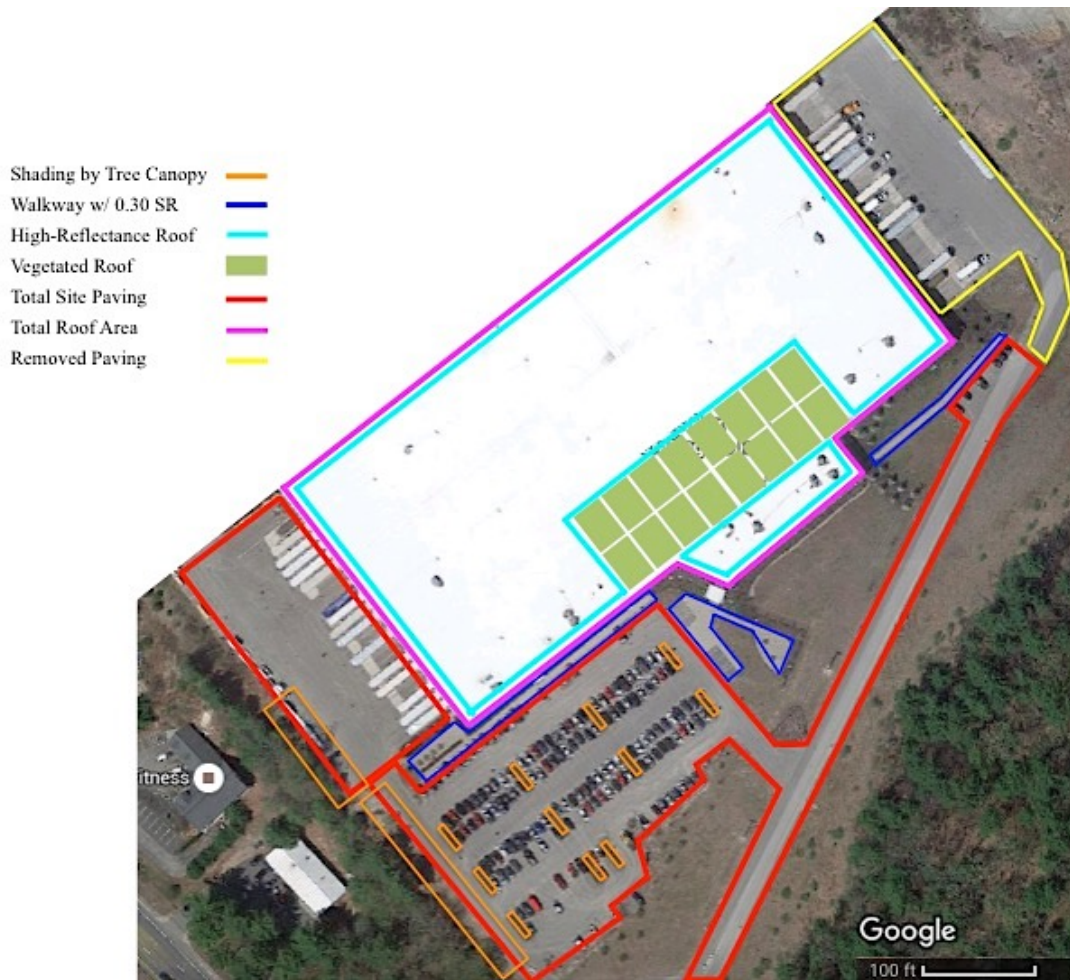 Shading by Tree Canopy
Walkway w/ 0.30 SR
High-Reflectance Roof
Vegetated Roof
Total Site Paving
Total Roof Area
Removed Paving
itness
Google
100 ft